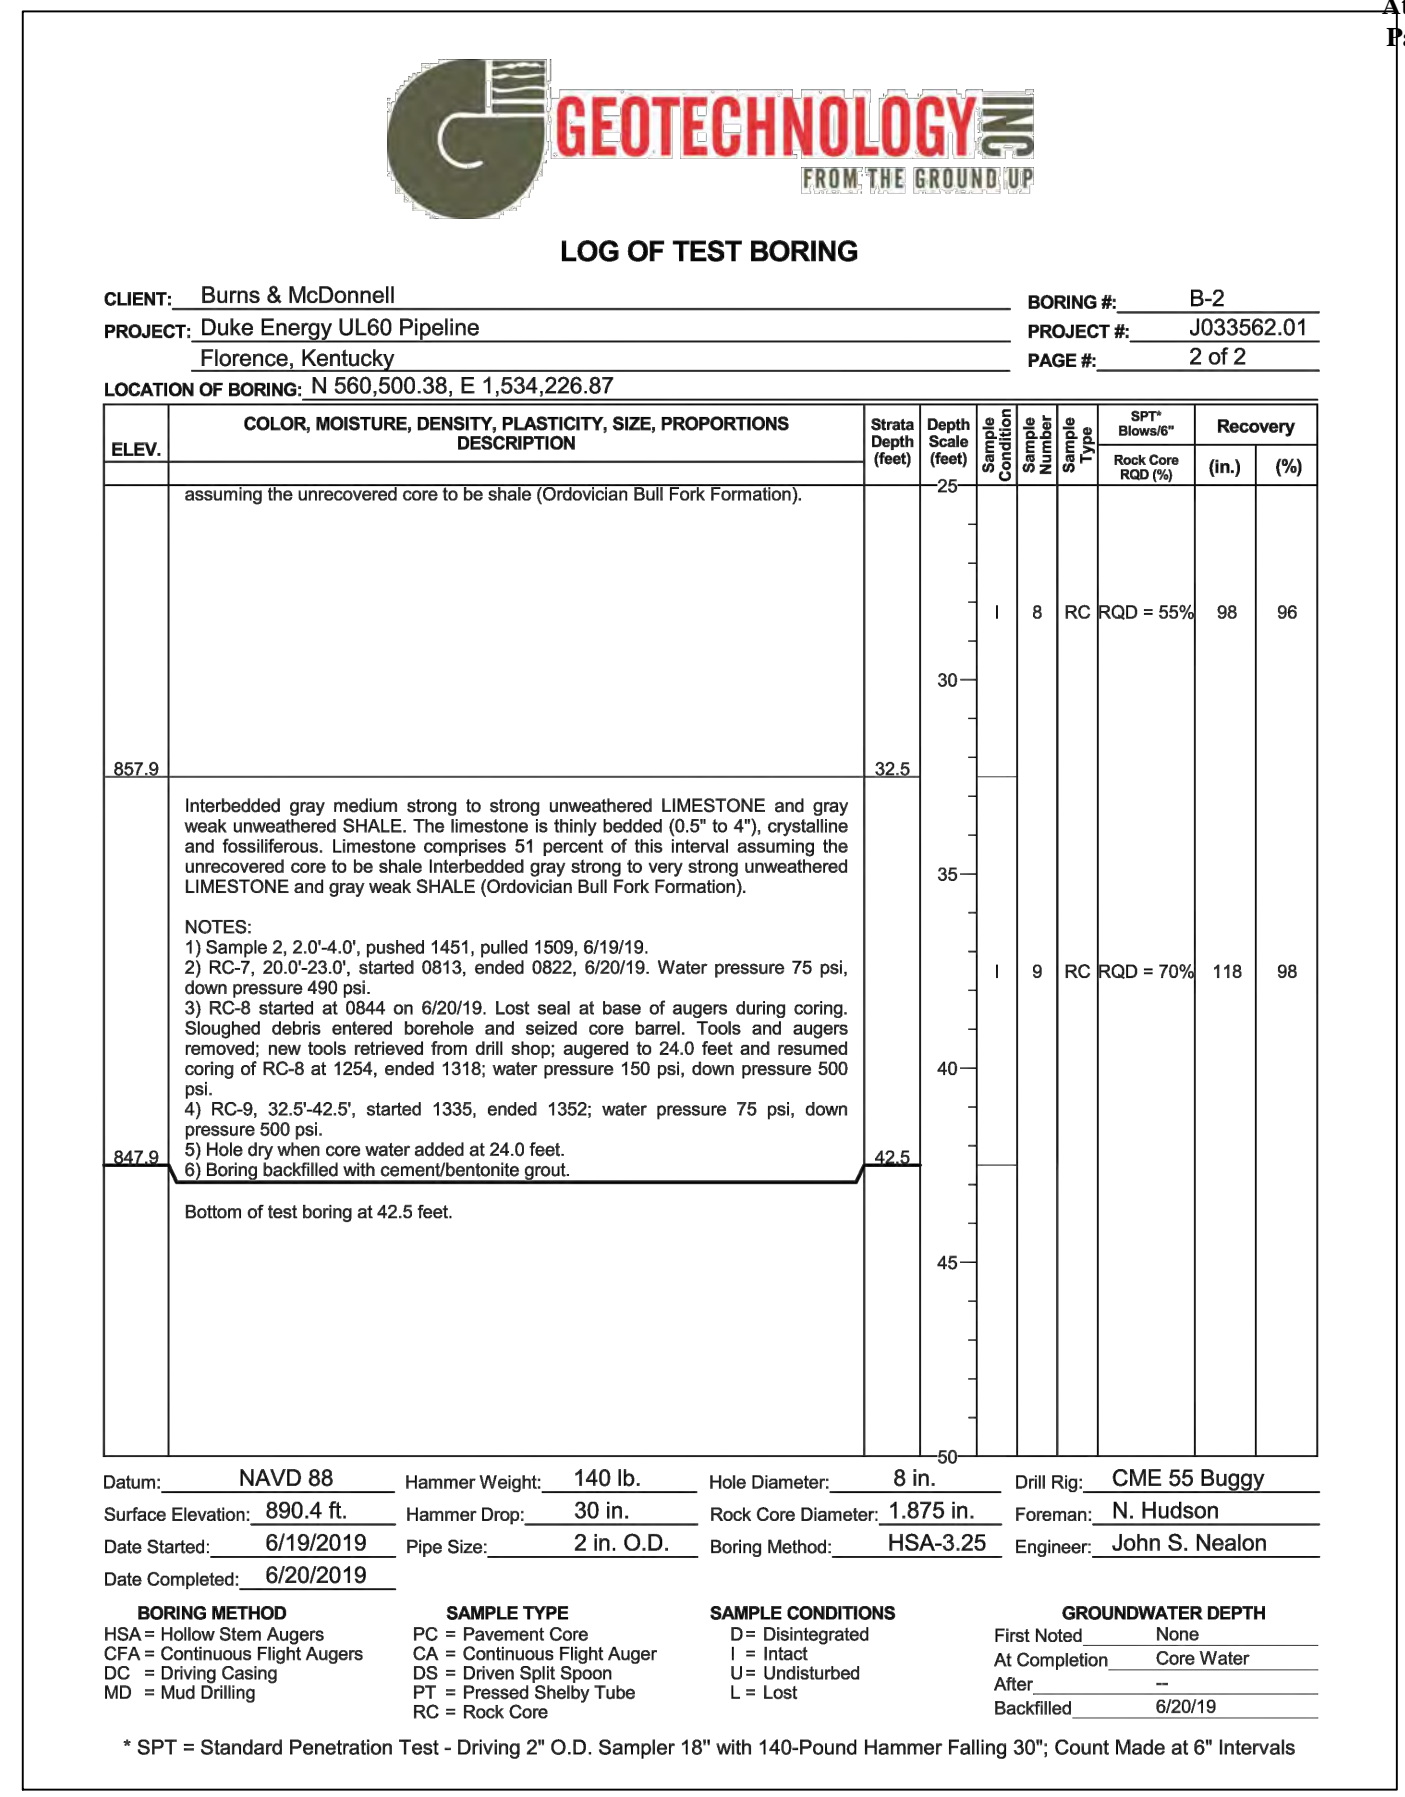 At
Pa
GEOTECHNOLOGY INC
FROM THE GROUND UP
LOG OF TEST BORING
CLIENT: Burns & McDonnell
BORING #: B-2
PROJECT: Duke Energy UL60 Pipeline
PROJECT #: J033562.01
Florence, Kentucky
PAGE #: 2 of 2
LOCATION OF BORING: N 560,500.38, E 1,534,226.87
ELEV.
COLOR, MOISTURE, DENSITY, PLASTICITY, SIZE, PROPORTIONS
DESCRIPTION
Strata
Depth
(feet)
Depth
Scale
(feet)
Sample
Condition
Sample
Number
Sample
Type
SPT*
Blows/6"
Rock Core
RQD (%)
Recovery
(in.)
(%)
assuming the unrecovered core to be shale (Ordovician Bull Fork Formation).
25
I 8 RC RQD = 55% 98 96
30
857.9
32.5
Interbedded gray medium strong to strong unweathered LIMESTONE and gray
weak unweathered SHALE. The limestone is thinly bedded (0.5" to 4"), crystalline
and fossiliferous. Limestone comprises 51 percent of this interval assuming the
unrecovered core to be shale Interbedded gray strong to very strong unweathered
LIMESTONE and gray weak SHALE (Ordovician Bull Fork Formation).
35
NOTES:
1) Sample 2, 2.0'-4.0', pushed 1451, pulled 1509, 6/19/19.
2) RC-7, 20.0'-23.0', started 0813, ended 0822, 6/20/19. Water pressure 75 psi,
down pressure 490 psi.
I 9 RC RQD = 70% 118 98
3) RC-8 started at 0844 on 6/20/19. Lost seal at base of augers during coring.
Sloughed debris entered borehole and seized core barrel. Tools and augers
removed; new tools retrieved from drill shop; augered to 24.0 feet and resumed
coring of RC-8 at 1254, ended 1318; water pressure 150 psi, down pressure 500
psi.
40
4) RC-9, 32.5'-42.5', started 1335, ended 1352; water pressure 75 psi, down
pressure 500 psi.
5) Hole dry when core water added at 24.0 feet.
847.9
42.5
6) Boring backfilled with cement/bentonite grout.
Bottom of test boring at 42.5 feet.
45
50
Datum: NAVD 88 Hammer Weight: 140 lb. Hole Diameter: 8 in. Drill Rig: CME 55 Buggy
Surface Elevation: 890.4 ft. Hammer Drop: 30 in. Rock Core Diameter: 1.875 in. Foreman: N. Hudson
Date Started: 6/19/2019 Pipe Size: 2 in. O.D. Boring Method: HSA-3.25 Engineer: John S. Nealon
Date Completed: 6/20/2019
BORING METHOD
HSA = Hollow Stem Augers
CFA = Continuous Flight Augers
DC = Driving Casing
MD = Mud Drilling
SAMPLE TYPE
PC = Pavement Core
CA = Continuous Flight Auger
DS = Driven Split Spoon
PT = Pressed Shelby Tube
RC = Rock Core
SAMPLE CONDITIONS
D = Disintegrated
I = Intact
U = Undisturbed
L = Lost
GROUNDWATER DEPTH
First Noted None
At Completion Core Water
After --
Backfilled 6/20/19
* SPT = Standard Penetration Test - Driving 2" O.D. Sampler 18" with 140-Pound Hammer Falling 30"; Count Made at 6" Intervals